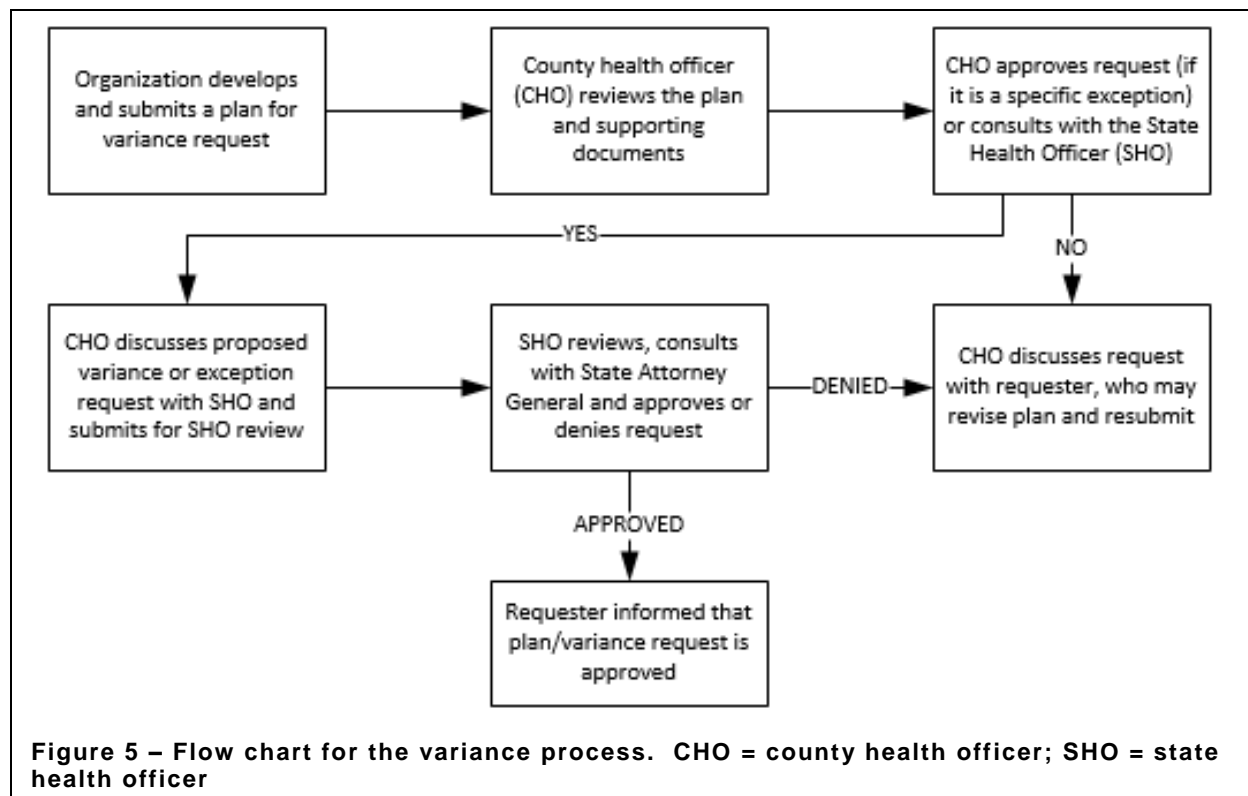 Organization develops
and submits a plan for
variance request
County health officer
(CHO) reviews the plan
and supporting
documents
CHO approves request (if
it is a specific exception)
or consults with the State
Health Officer (SHO)
YES
NO
CHO discusses proposed
variance or exception
request with SHO and
submits for SHO review
SHO reviews, consults
with State Attorney
General and approves or
denies request
DENIED
CHO discusses request
with requester, who may
revise plan and resubmit
APPROVED
Requester informed that
plan/variance request is
approved
Figure 5 – Flow chart for the variance process. CHO = county health officer; SHO = state
health officer